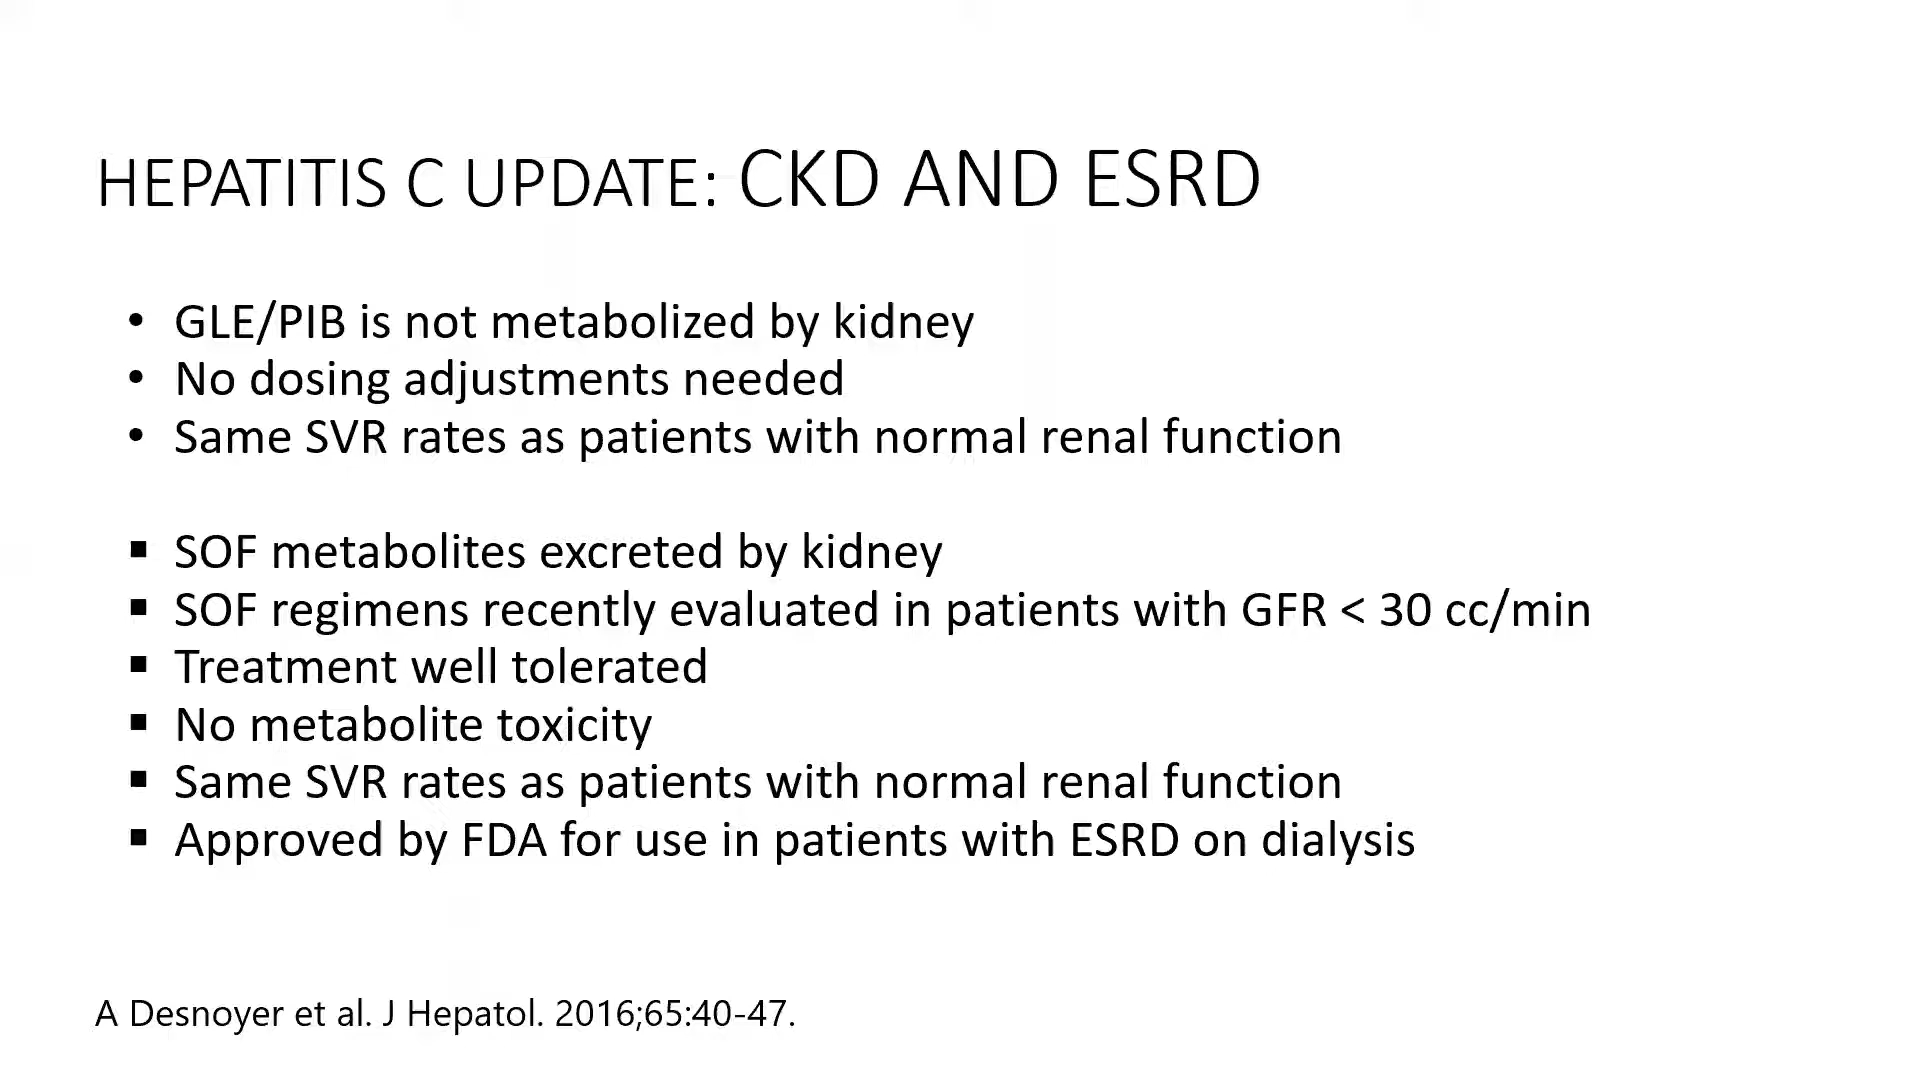 HEPATITIS C UPDATE: CKD AND ESRD
• GLE/PIB is not metabolized by kidney
• No dosing adjustments needed
• Same SVR rates as patients with normal renal function
▪ SOF metabolites excreted by kidney
▪ SOF regimens recently evaluated in patients with GFR < 30 cc/min
▪ Treatment well tolerated
▪ No metabolite toxicity
▪ Same SVR rates as patients with normal renal function
▪ Approved by FDA for use in patients with ESRD on dialysis
A Desnoyer et al. J Hepatol. 2016;65:40-47.